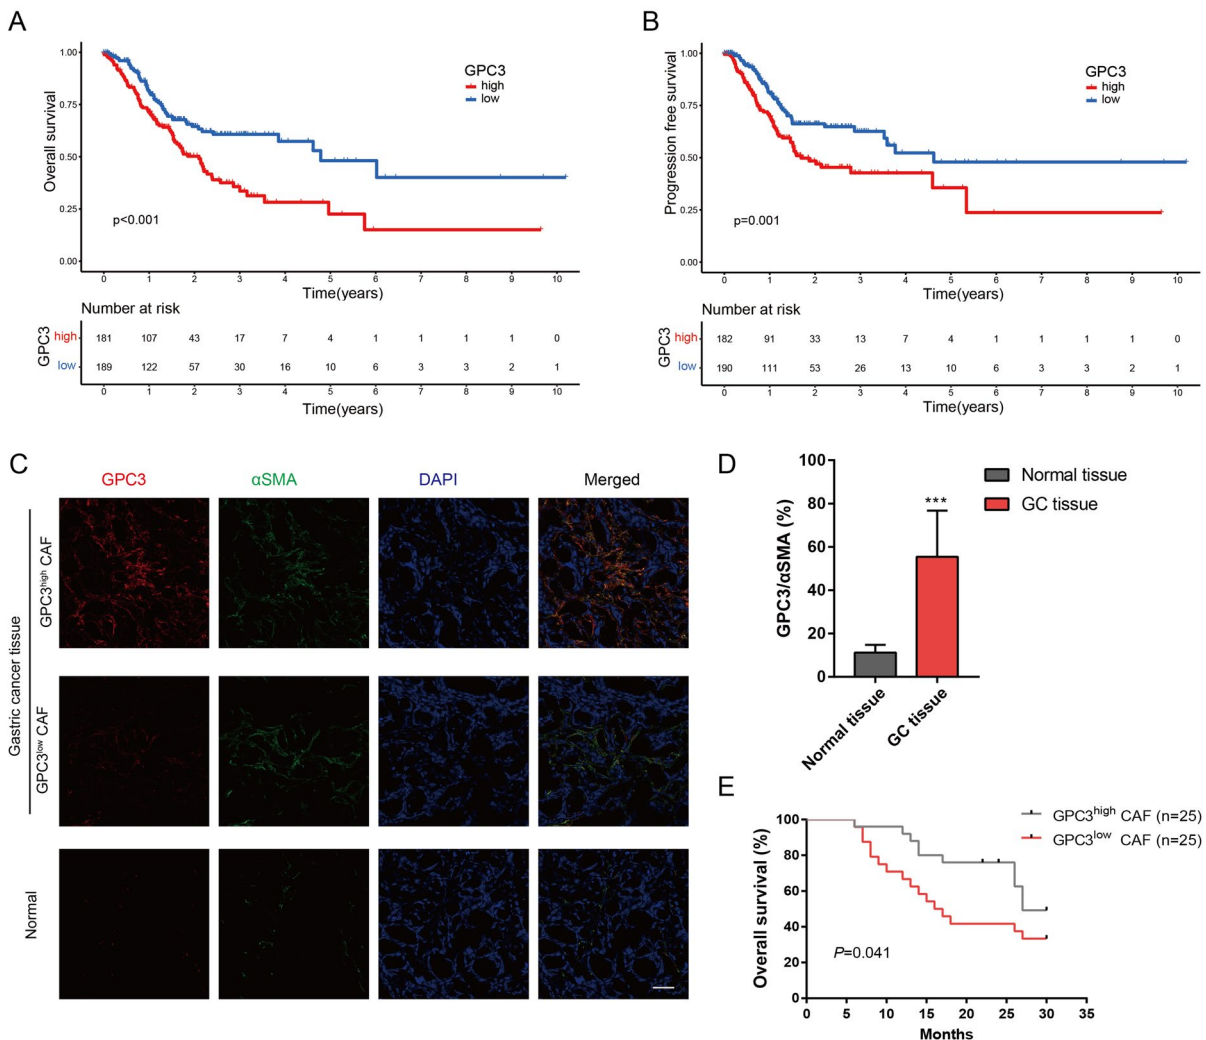 A
GPC3
high
low
1.00
0.75
0.50
0.25
0.00
Overall survival
p<0.001
0 1 2 3 4 5 6 7 8 9 10
Time(years)
Number at risk
GPC3
high 181 107 43 17 7 4 1 1 1 1 0
low 189 122 57 30 16 10 6 3 3 2 1
0 1 2 3 4 5 6 7 8 9 10
Time(years)
B
GPC3
high
low
1.00
0.75
0.50
0.25
0.00
Progression free survival
p=0.001
0 1 2 3 4 5 6 7 8 9 10
Time(years)
Number at risk
GPC3
high 182 91 33 13 7 4 1 1 1 1 0
low 190 111 53 26 13 10 6 3 3 2 1
0 1 2 3 4 5 6 7 8 9 10
Time(years)
C
GPC3 αSMA DAPI Merged
Gastric cancer tissue
GPC3high CAF
GPC3low CAF
Normal
D
Normal tissue
GC tissue
GPC3/αSMA (%)
100
80
60
40
20
0
***
Normal tissue
GC tissue
E
GPC3high CAF (n=25)
GPC3low CAF (n=25)
Overall survival (%)
100
80
60
40
20
0
P=0.041
0 5 10 15 20 25 30 35
Months